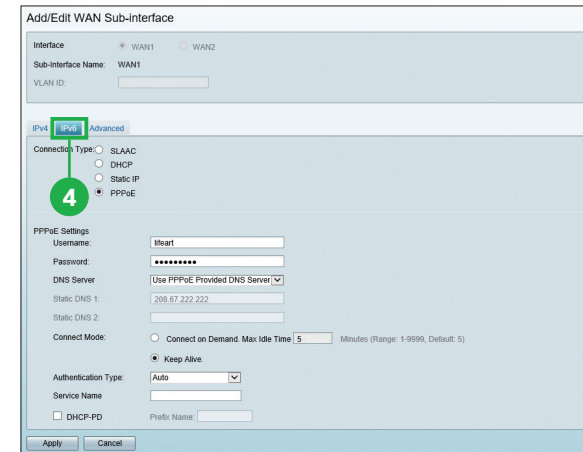 Add/Edit WAN Sub-interface
Interface WAN1 WAN2
Sub-Interface Name: WAN1
VLAN ID:
IPv4 IPv6 Advanced
Connection Type: SLAAC
DHCP
Static IP
PPPoE
4
PPPoE Settings
Username: lifeart
Password: •••••••••
DNS Server Use PPPoE Provided DNS Server
Static DNS 1: 208.67.222.222
Static DNS 2:
Connect Mode: Connect on Demand. Max Idle Time 5 Minutes (Range: 1-9999, Default: 5)
Keep Alive.
Authentication Type: Auto
Service Name
DHCP-PD Prefix Name:
Apply Cancel